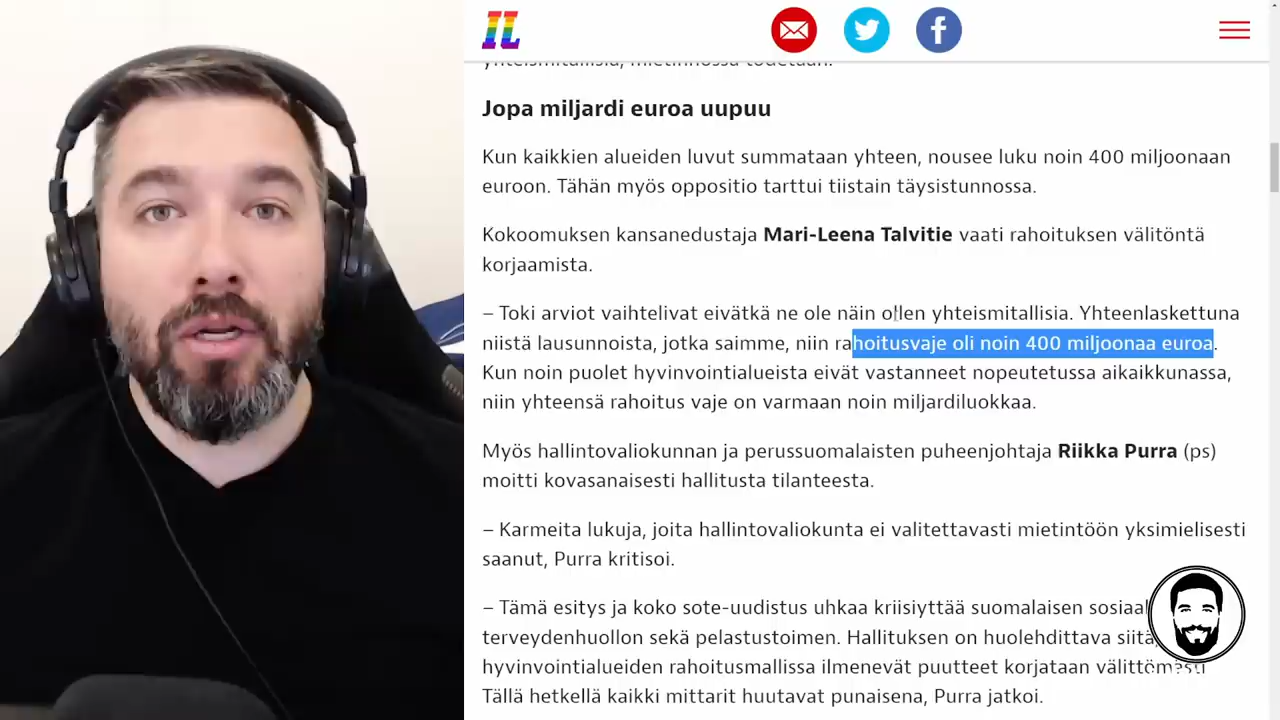 IL
yhteismitallisia, mietinnössä todetaan.
Jopa miljardi euroa uupuu
Kun kaikkien alueiden luvut summataan yhteen, nousee luku noin 400 miljoonaan
euroon. Tähän myös oppositio tarttui tiistain täysistunnossa.
Kokoomuksen kansanedustaja Mari-Leena Talvitie vaati rahoituksen välitöntä
korjaamista.
– Toki arviot vaihtelivat eivätkä ne ole näin ollen yhteismitallisia. Yhteenlaskettuna
niistä lausunnoista, jotka saimme, niin rahoitusvaje oli noin 400 miljoonaa euroa.
Kun noin puolet hyvinvointialueista eivät vastanneet nopeutetussa aikaikkunassa,
niin yhteensä rahoitus vaje on varmaan noin miljardiluokkaa.
Myös hallintovaliokunnan ja perussuomalaisten puheenjohtaja Riikka Purra (ps)
moitti kovasanaisesti hallitusta tilanteesta.
– Karmeita lukuja, joita hallintovaliokunta ei valitettavasti mietintöön yksimielisesti
saanut, Purra kritisoi.
– Tämä esitys ja koko sote-uudistus uhkaa kriisiyttää suomalaisen
terveydenhuollon sekä pelastustoimen. Hallituksen on huolehdittava siitä,
hyvinvointialueiden rahoitusmallissa ilmenevät puutteet korjataan välittömästi
Tällä hetkellä kaikki mittarit huutavat punaisena, Purra jatkoi.